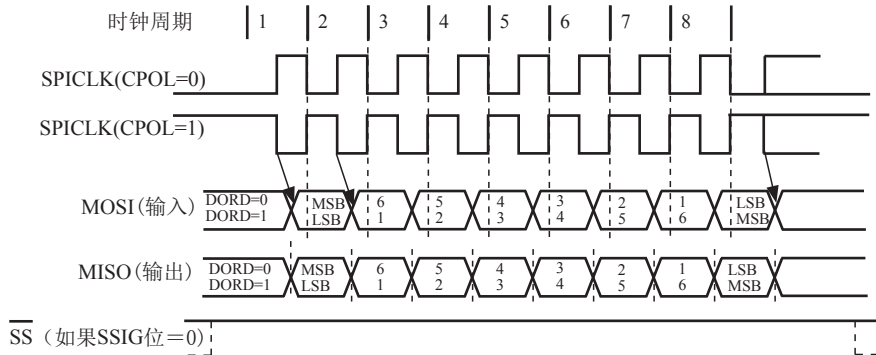 时钟周期 1 2 3 4 5 6 7 8
SPICLK(CPOL=0)
SPICLK(CPOL=1)
MOSI(输入) DORD=0 MSB 6 5 4 3 2 1 LSB
DORD=1 LSB 1 2 3 4 5 6 MSB
MISO(输出) DORD=0 MSB 6 5 4 3 2 1 LSB
DORD=1 LSB 1 2 3 4 5 6 MSB
SS (如果SSIG位=0)